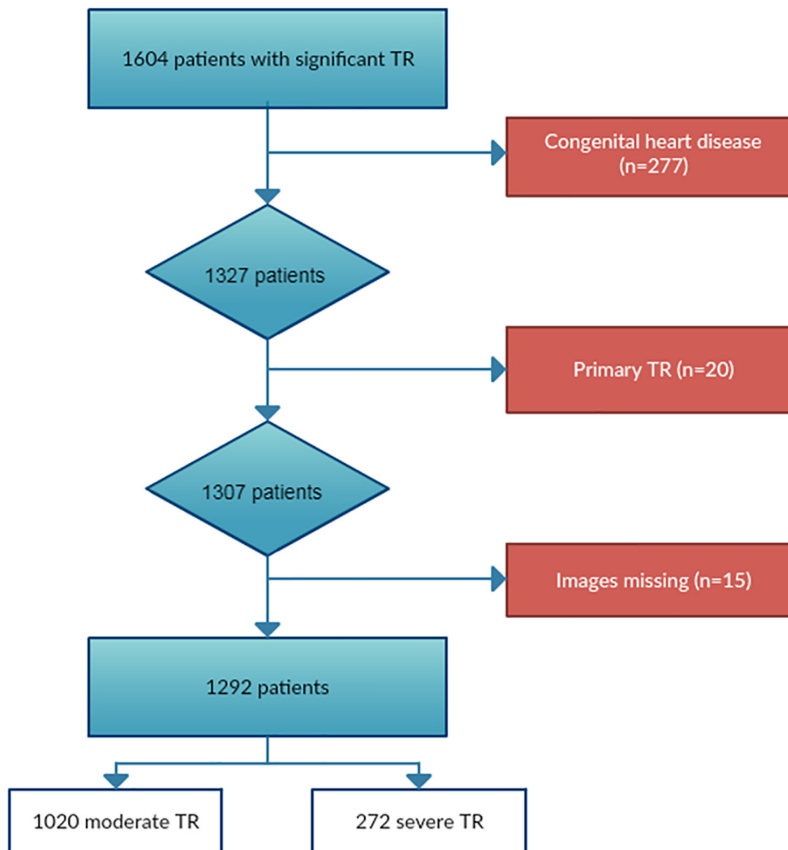 1604 patients with significant TR
Congenital heart disease
(n=277)
1327 patients
Primary TR (n=20)
1307 patients
Images missing (n=15)
1292 patients
1020 moderate TR
272 severe TR